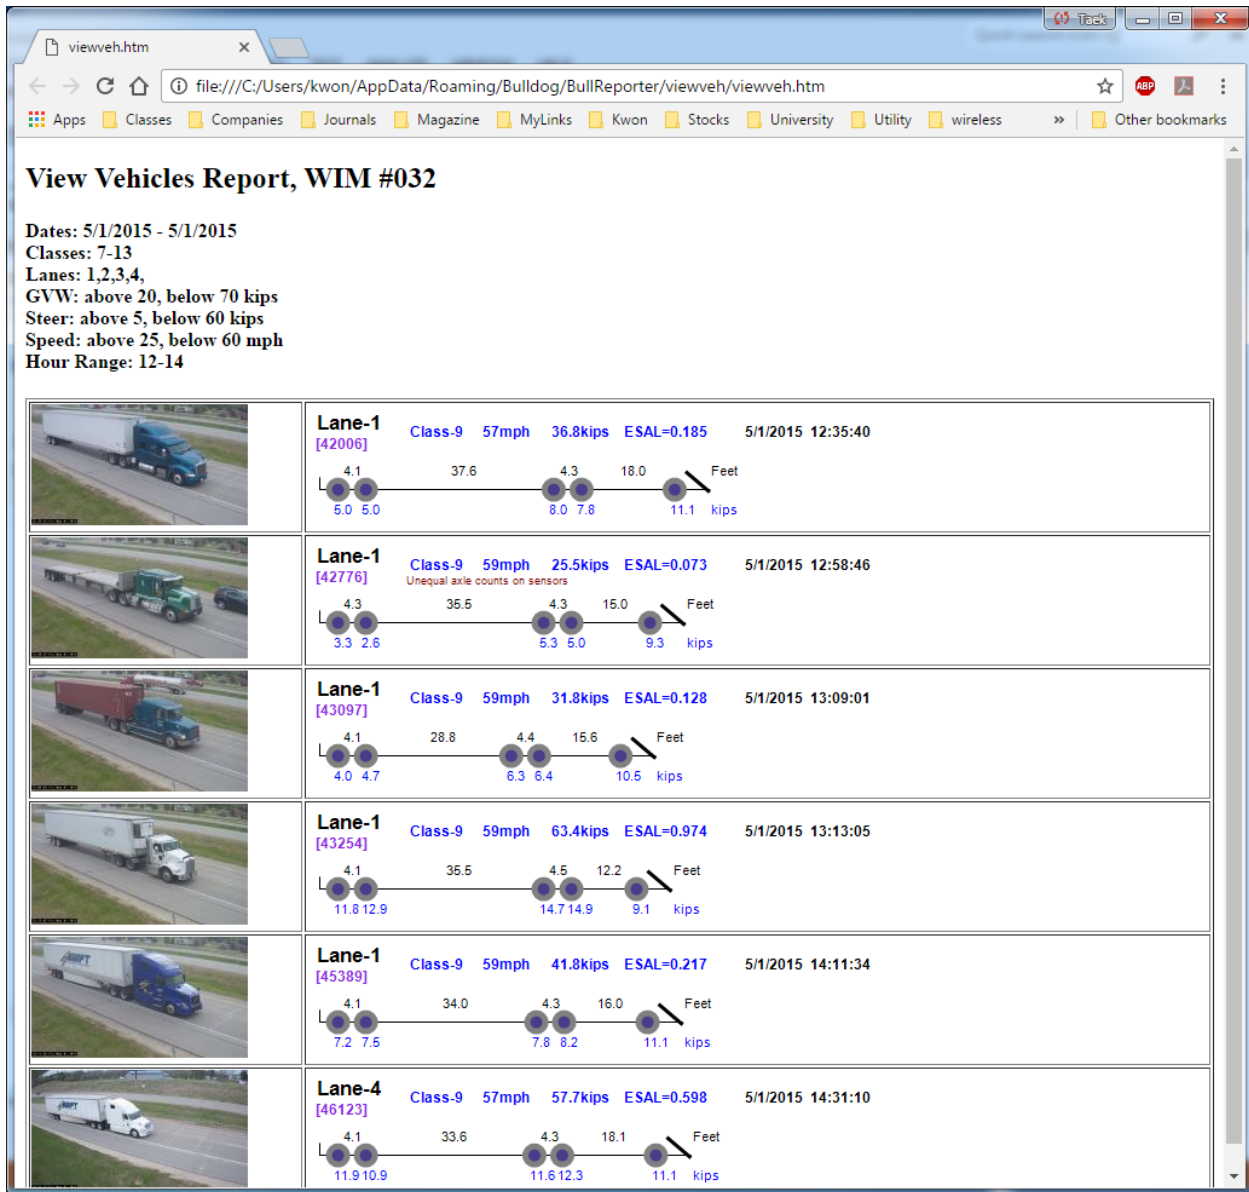 Taek
viewveh.htm
file:///C:/Users/kwon/AppData/Roaming/Bulldog/BullReporter/viewveh/viewveh.htm
ABP
Apps Classes Companies Journals Magazine MyLinks Kwon Stocks University Utility wireless » Other bookmarks
View Vehicles Report, WIM #032
Dates: 5/1/2015 - 5/1/2015
Classes: 7-13
Lanes: 1,2,3,4,
GVW: above 20, below 70 kips
Steer: above 5, below 60 kips
Speed: above 25, below 60 mph
Hour Range: 12-14
Lane-1 Class-9 57mph 36.8kips ESAL=0.185 5/1/2015 12:35:40
[42006]
4.1 37.6 4.3 18.0 Feet
5.0 5.0 8.0 7.8 11.1 kips
Lane-1 Class-9 59mph 25.5kips ESAL=0.073 5/1/2015 12:58:46
[42776] Unequal axle counts on sensors
4.3 35.5 4.3 15.0 Feet
3.3 2.6 5.3 5.0 9.3 kips
Lane-1 Class-9 59mph 31.8kips ESAL=0.128 5/1/2015 13:09:01
[43097]
4.1 28.8 4.4 15.6 Feet
4.0 4.7 6.3 6.4 10.5 kips
Lane-1 Class-9 59mph 63.4kips ESAL=0.974 5/1/2015 13:13:05
[43254]
4.1 35.5 4.5 12.2 Feet
11.8 12.9 14.7 14.9 9.1 kips
SWIFT
Lane-1 Class-9 59mph 41.8kips ESAL=0.217 5/1/2015 14:11:34
[45389]
4.1 34.0 4.3 16.0 Feet
7.2 7.5 7.8 8.2 11.1 kips
SWIFT
Lane-4 Class-9 57mph 57.7kips ESAL=0.598 5/1/2015 14:31:10
[46123]
4.1 33.6 4.3 18.1 Feet
11.9 10.9 11.6 12.3 11.1 kips